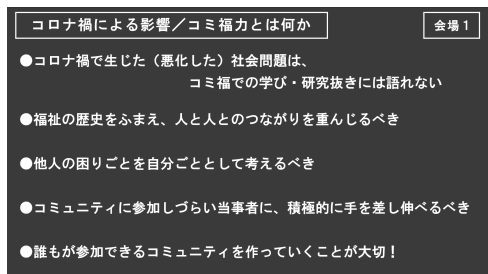 コロナ禍による影響／コミ福力とは何か
会場１
●コロナ禍で生じた（悪化した）社会問題は、
コミ福での学び・研究抜きには語れない
●福祉の歴史をふまえ、人と人とのつながりを重んじるべき
●他人の困りごとを自分ごととして考えるべき
●コミュニティに参加しづらい当事者に、積極的に手を差し伸べるべき
●誰もが参加できるコミュニティを作っていくことが大切！